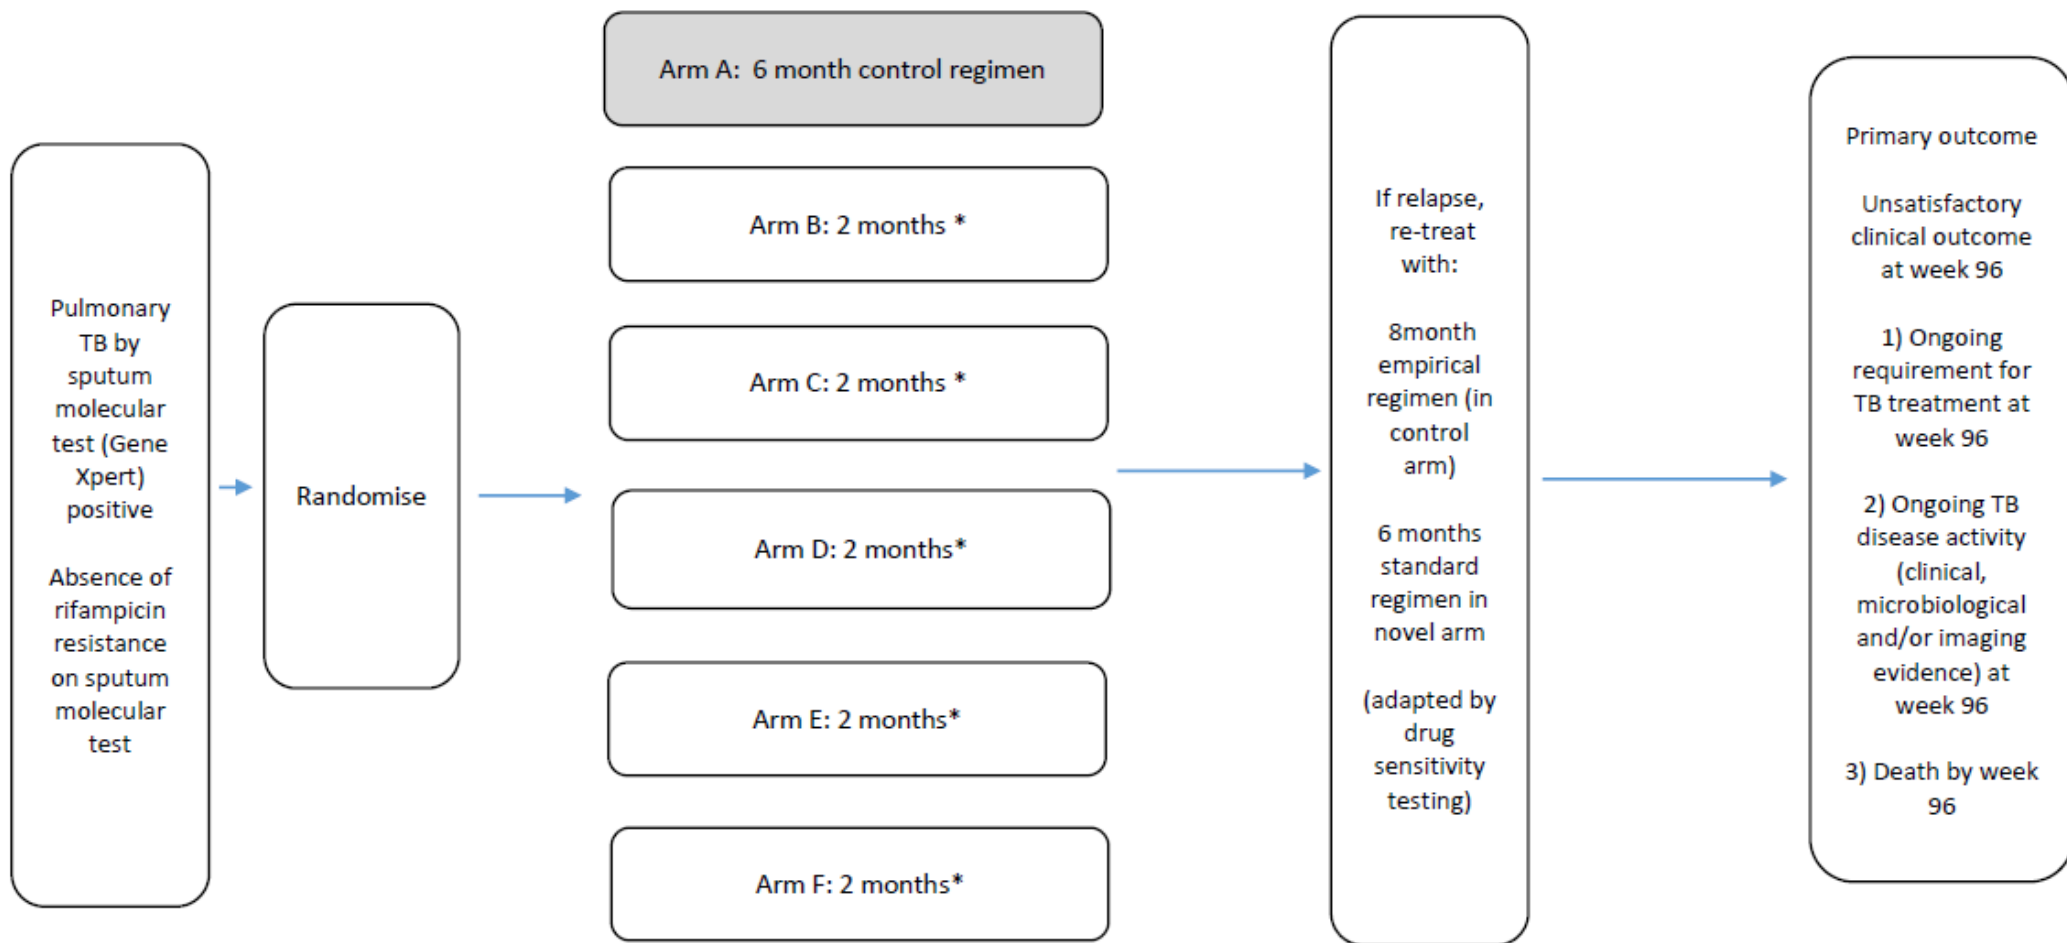 Pulmonary
TB by
sputum
molecular
test (Gene
Xpert)
positive
Absence of
rifampicin
resistance
on sputum
molecular
test
Randomise
Arm A:  6 month control regimen
Arm B: 2 months *
Arm C: 2 months *
Arm D: 2 months*
Arm E: 2 months*
Arm F: 2 months*
If relapse,
re-treat
with:
8month
empirical
regimen (in
control
arm)
6 months
standard
regimen in
novel arm
(adapted by
drug
sensitivity
testing)
Primary outcome
Unsatisfactory
clinical outcome
at week 96
1) Ongoing
requirement for
TB treatment at
week 96
2) Ongoing TB
disease activity
(clinical,
microbiological
and/or imaging
evidence) at
week 96
3) Death by week
96